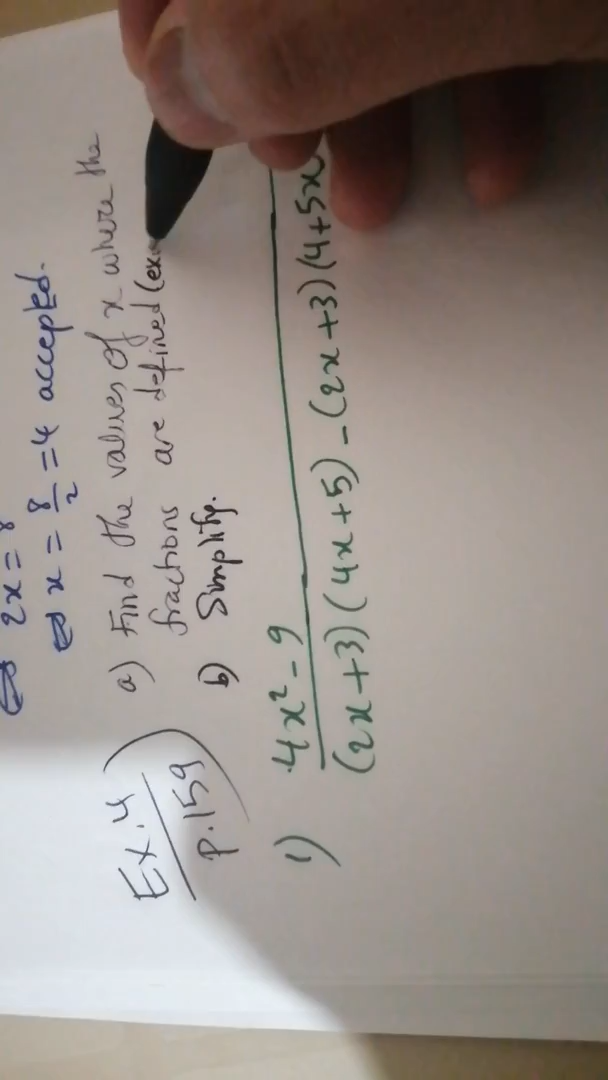 ⇔ 2x = 8
⇔ x = 8/2 = 4 accepted.
Ex.4
p.159
a) Find the values of x where the
fractions are defined (ex
b) Simplify.
1) 4x² - 9
(2x+3)(4x+5) - (2x+3)(4+5x